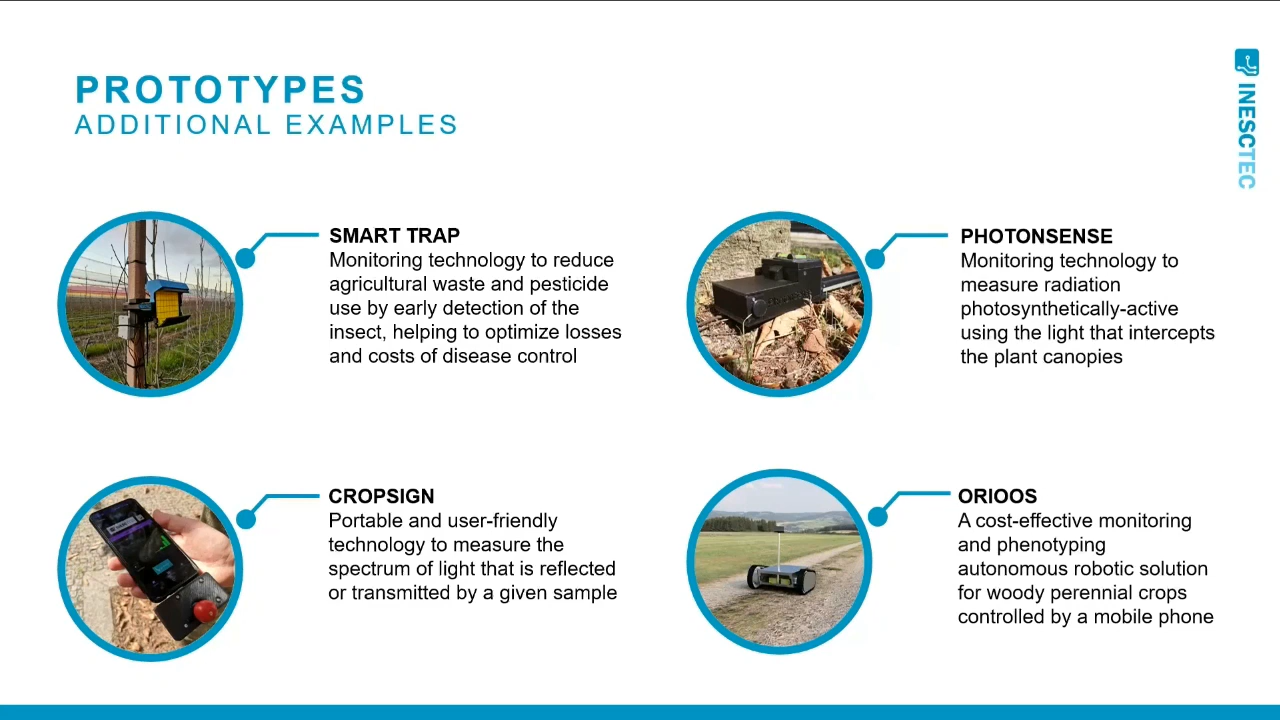 PROTOTYPES
ADDITIONAL EXAMPLES
INESCTEC
SMART TRAP
Monitoring technology to reduce
agricultural waste and pesticide
use by early detection of the
insect, helping to optimize losses
and costs of disease control
PHOTONSENSE
Monitoring technology to
measure radiation
photosynthetically-active
using the light that intercepts
the plant canopies
CROPSIGN
Portable and user-friendly
technology to measure the
spectrum of light that is reflected
or transmitted by a given sample
ORIOOS
A cost-effective monitoring
and phenotyping
autonomous robotic solution
for woody perennial crops
controlled by a mobile phone